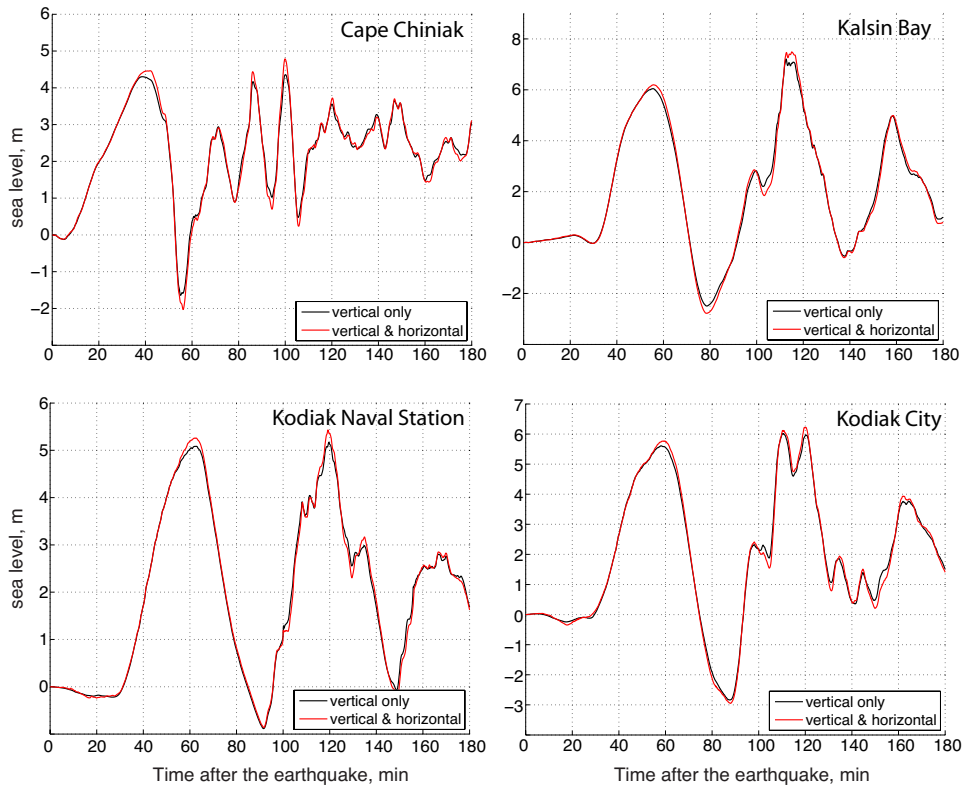 Cape Chiniak
sea level, m
6
5
4
3
2
1
0
−1
−2
vertical only
vertical & horizontal
0 20 40 60 80 100 120 140 160 180
Kalsin Bay
8
6
4
2
0
−2
vertical only
vertical & horizontal
0 20 40 60 80 100 120 140 160 180
Kodiak Naval Station
sea level, m
6
5
4
3
2
1
0
vertical only
vertical & horizontal
0 20 40 60 80 100 120 140 160 180
Time after the earthquake, min
Kodiak City
7
6
5
4
3
2
1
0
−1
−2
−3
vertical only
vertical & horizontal
0 20 40 60 80 100 120 140 160 180
Time after the earthquake, min